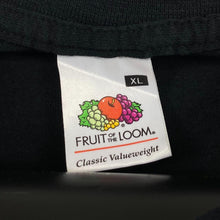 XL
FRUIT OF THE LOOM®
Classic Valueweight